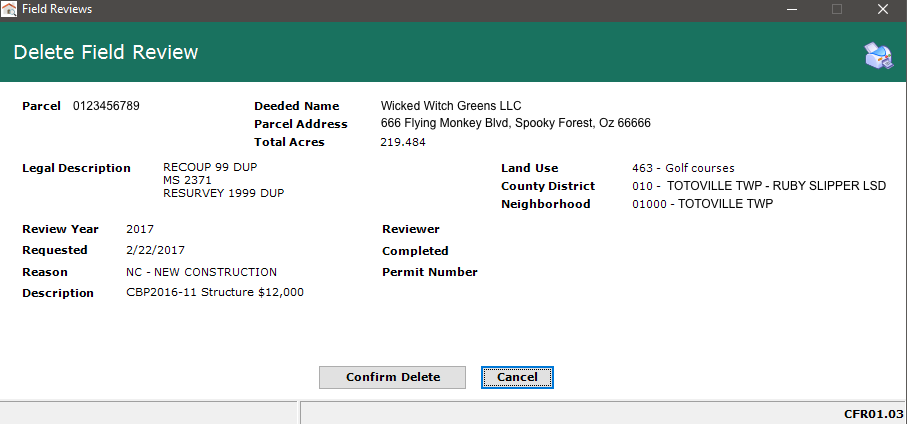 Field Reviews
Delete Field Review
Parcel 0123456789 Deeded Name Wicked Witch Greens LLC
Parcel Address 666 Flying Monkey Blvd, Spooky Forest, Oz 66666
Total Acres 219.484
Legal Description RECOUP 99 DUP Land Use 463 - Golf courses
MS 2371 County District 010 - TOTOVILLE TWP - RUBY SLIPPER LSD
RESURVEY 1999 DUP Neighborhood 01000 - TOTOVILLE TWP
Review Year 2017 Reviewer
Requested 2/22/2017 Completed
Reason NC - NEW CONSTRUCTION Permit Number
Description CBP2016-11 Structure $12,000
Confirm Delete Cancel
CFR01.03